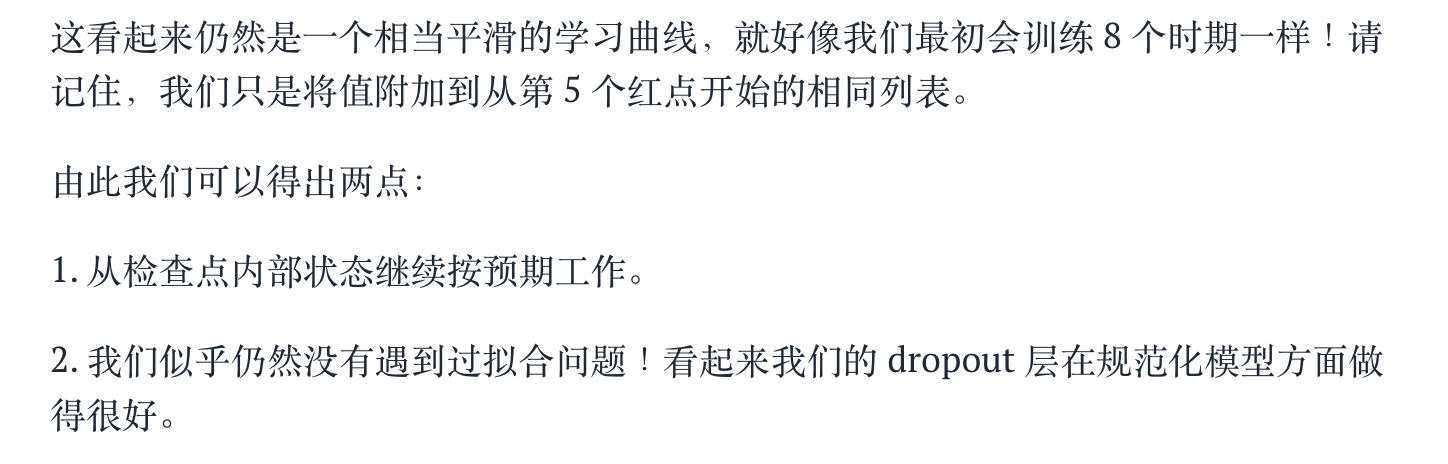 这看起来仍然是一个相当平滑的学习曲线，就好像我们最初会训练 8 个时期一样！请
记住，我们只是将值附加到从第 5 个红点开始的相同列表。
由此我们可以得出两点：
1. 从检查点内部状态继续按预期工作。
2. 我们似乎仍然没有遇到过拟合问题！看起来我们的 dropout 层在规范化模型方面做
得很好。